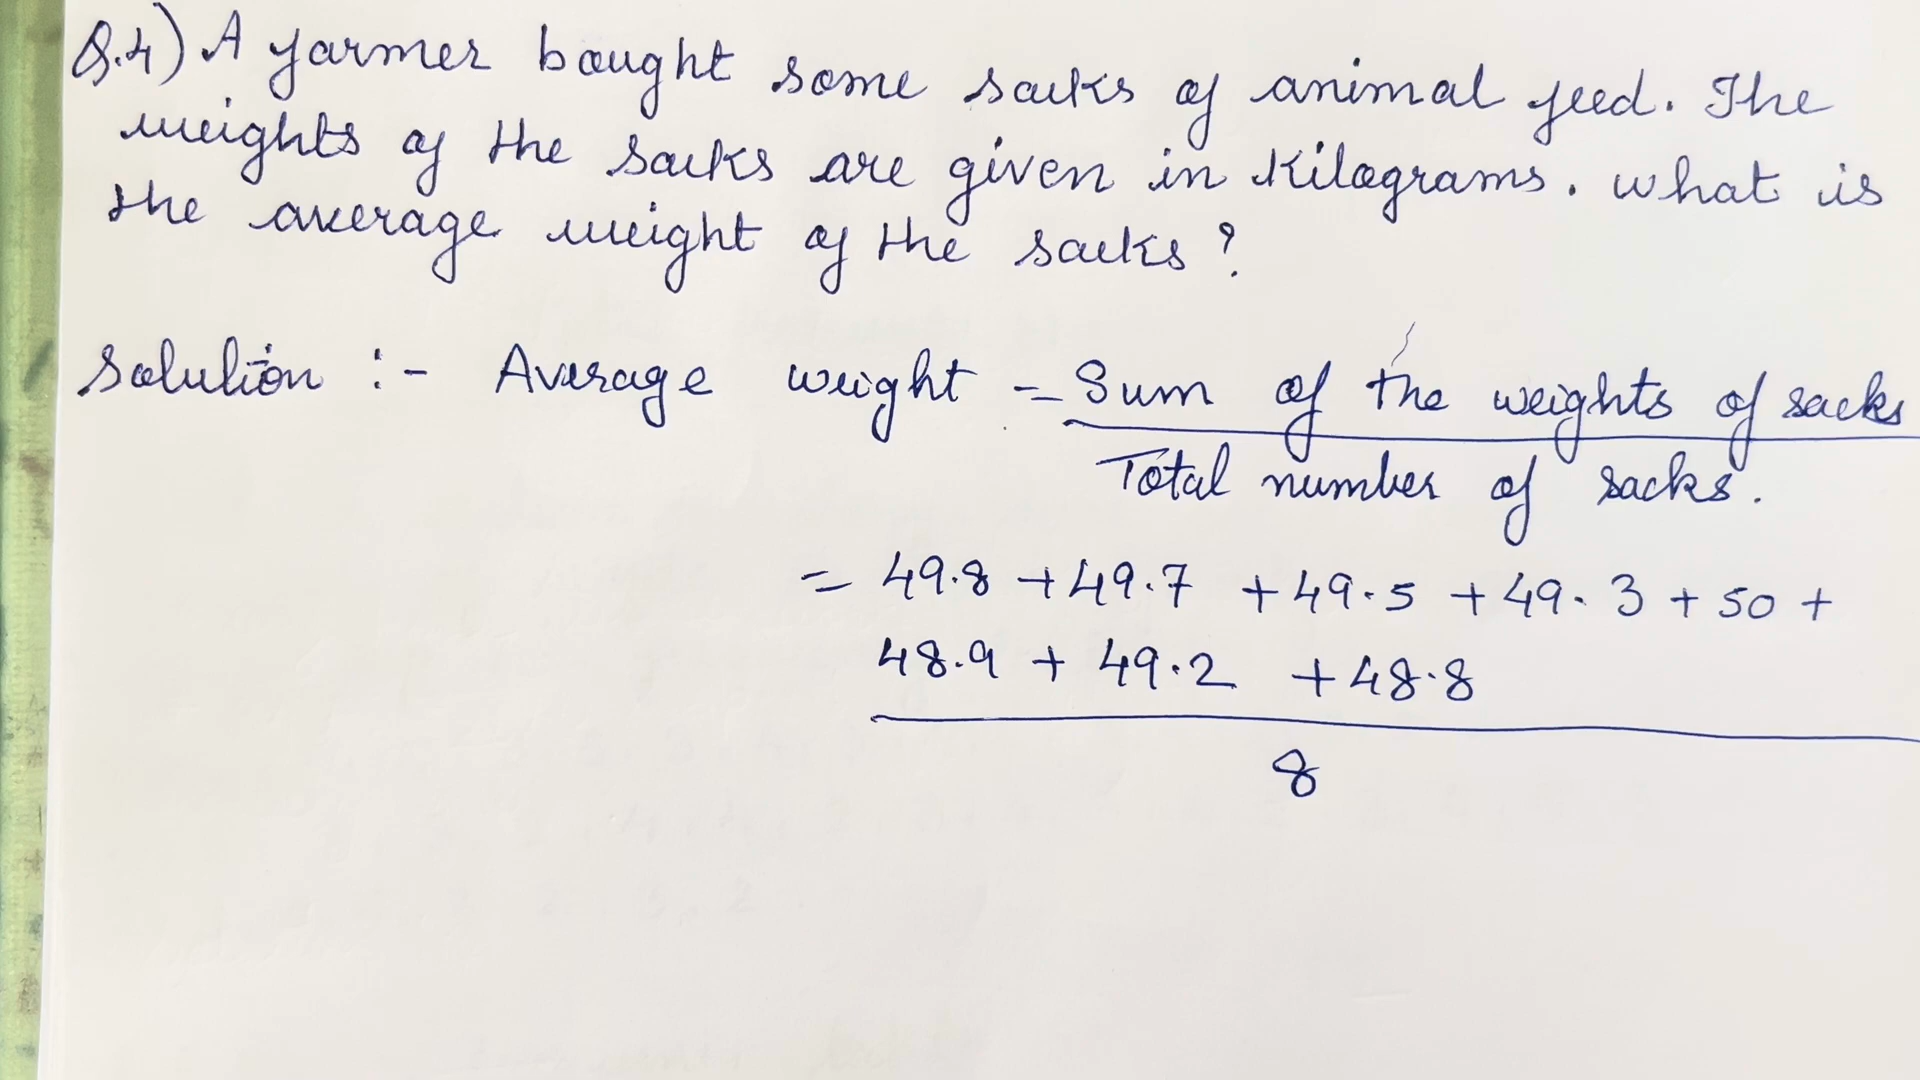 Q.4) A farmer bought some sacks of animal feed. The
weights of the sacks are given in kilograms. what is
the average weight of the sacks?
Solution :- Average weight = Sum of the weights of sacks
Total number of sacks.
= 49.8 + 49.7 + 49.5 + 49.3 + 50 +
48.9 + 49.2 + 48.8
8